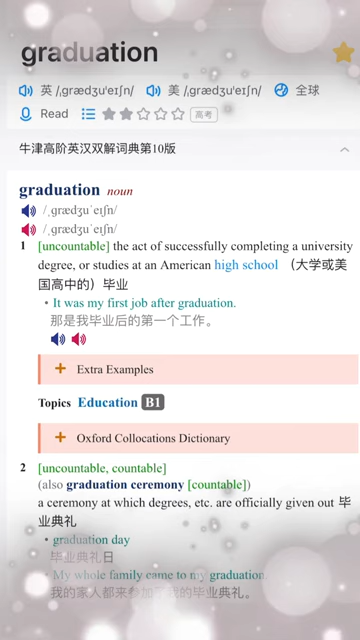 graduation
英 /ˌɡrædʒuˈeɪʃn/ 美 /ˌɡrædʒuˈeɪʃn/ 全球
Read 高考
牛津高阶英汉双解词典第10版
graduation noun
/ˌɡrædʒuˈeɪʃn/
/ˌɡrædʒuˈeɪʃn/
1 [uncountable] the act of successfully completing a university
degree, or studies at an American high school （大学或美
国高中的）毕业
• It was my first job after graduation.
那是我毕业后的第一个工作。
+ Extra Examples
Topics Education B1
+ Oxford Collocations Dictionary
2 [uncountable, countable]
(also graduation ceremony [countable])
a ceremony at which degrees, etc. are officially given out 毕
业典礼
• graduation day
毕业典礼日
• My whole family came to my graduation.
我的家人都来参加了我的毕业典礼。